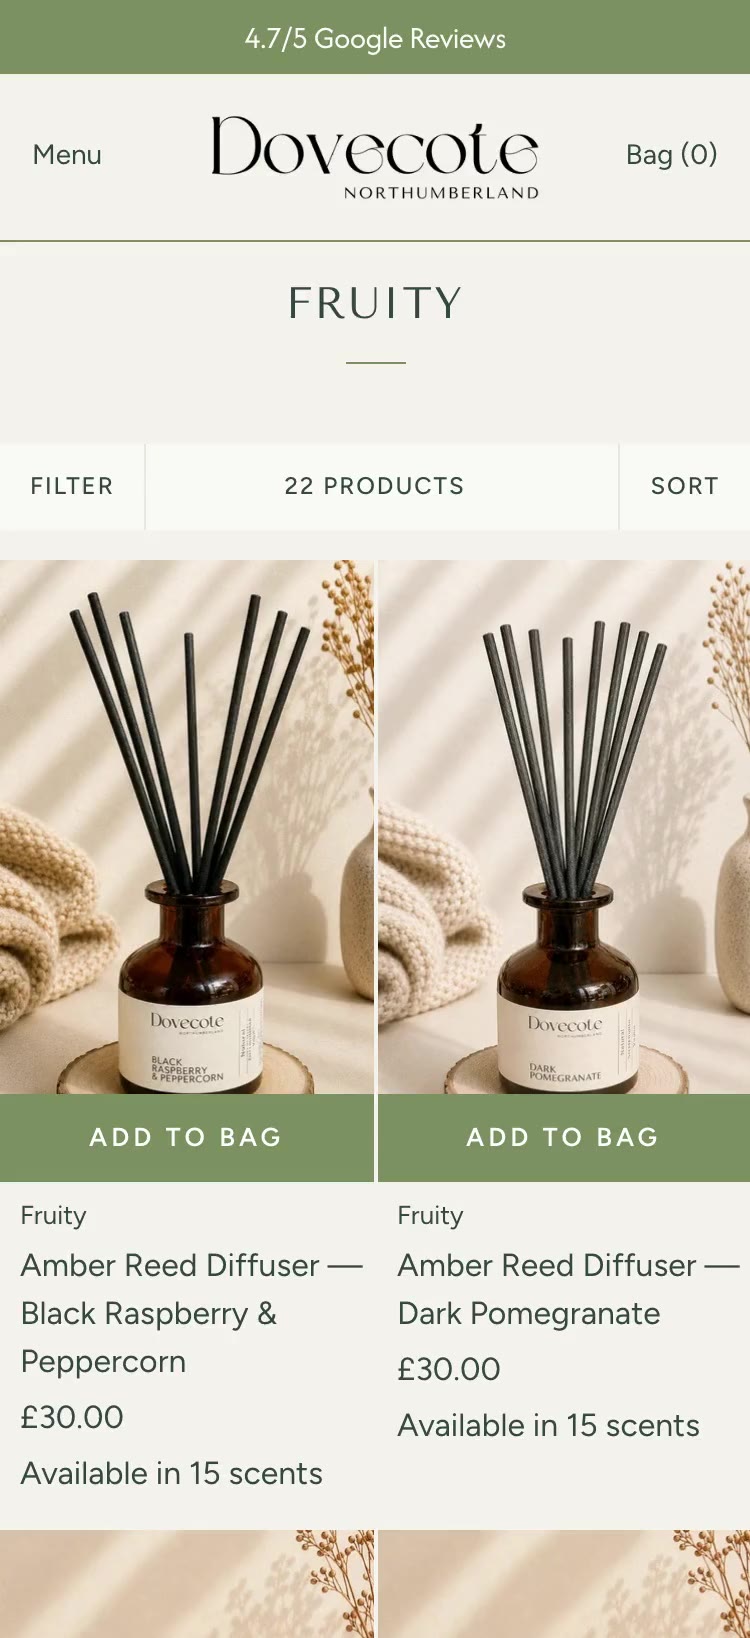 4.7/5 Google Reviews
Menu
Dovecote
NORTHUMBERLAND
Bag (0)
FRUITY
FILTER
22 PRODUCTS
SORT
Dovecote
NORTHUMBERLAND
BLACK
RASPBERRY
& PEPPERCORN
Dovecote
NORTHUMBERLAND
DARK
POMEGRANATE
ADD TO BAG
ADD TO BAG
Fruity
Amber Reed Diffuser —
Black Raspberry &
Peppercorn
£30.00
Available in 15 scents
Fruity
Amber Reed Diffuser —
Dark Pomegranate
£30.00
Available in 15 scents